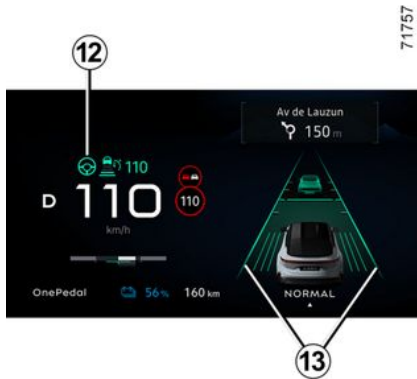 71757
12
Av de Lauzun
150 m
110
D 110 110
km/h
OnePedal 56% 160 km NORMAL
13